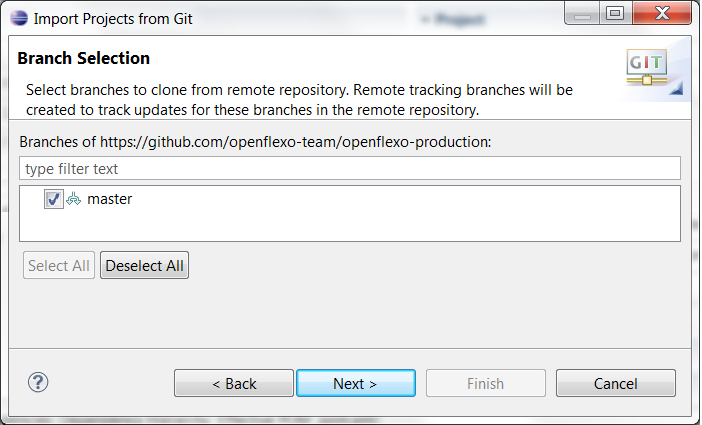 Import Projects from Git
Project
Branch Selection
Select branches to clone from remote repository. Remote tracking branches will be
created to track updates for these branches in the remote repository.
GIT
Branches of https://github.com/openflexo-team/openflexo-production:
type filter text
master
Select All
Deselect All
?
< Back
Next >
Finish
Cancel